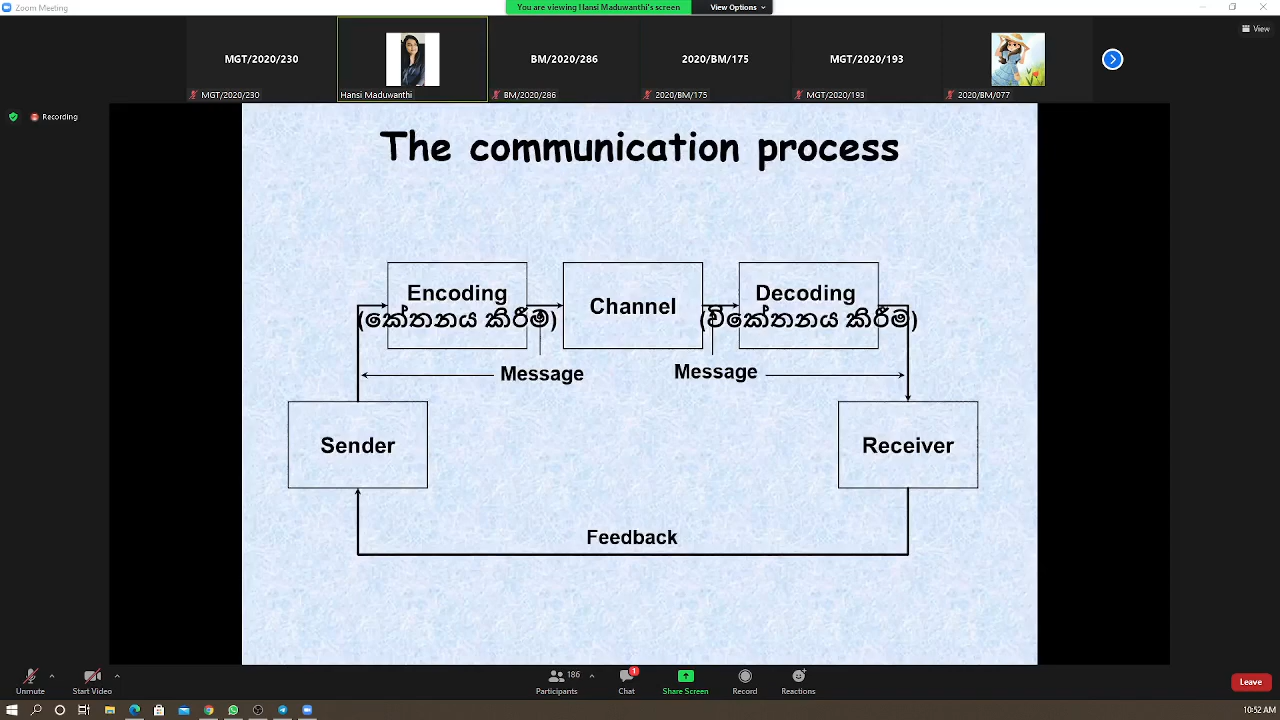 Zoom Meeting
You are viewing Hansi Maduwanthi's screen
View Options
View
MGT/2020/230
BM/2020/286
2020/BM/175
MGT/2020/193
MGT/2020/230
Hansi Maduwanthi
BM/2020/286
2020/BM/175
MGT/2020/193
2020/BM/077
Recording
The communication process
Encoding
(කේතනය කිරීම)
Channel
Decoding
(විකේතනය කිරීම)
Message
Message
Sender
Receiver
Feedback
Unmute
Start Video
186
Participants
1
Chat
Share Screen
Record
Reactions
Leave
10:52 AM